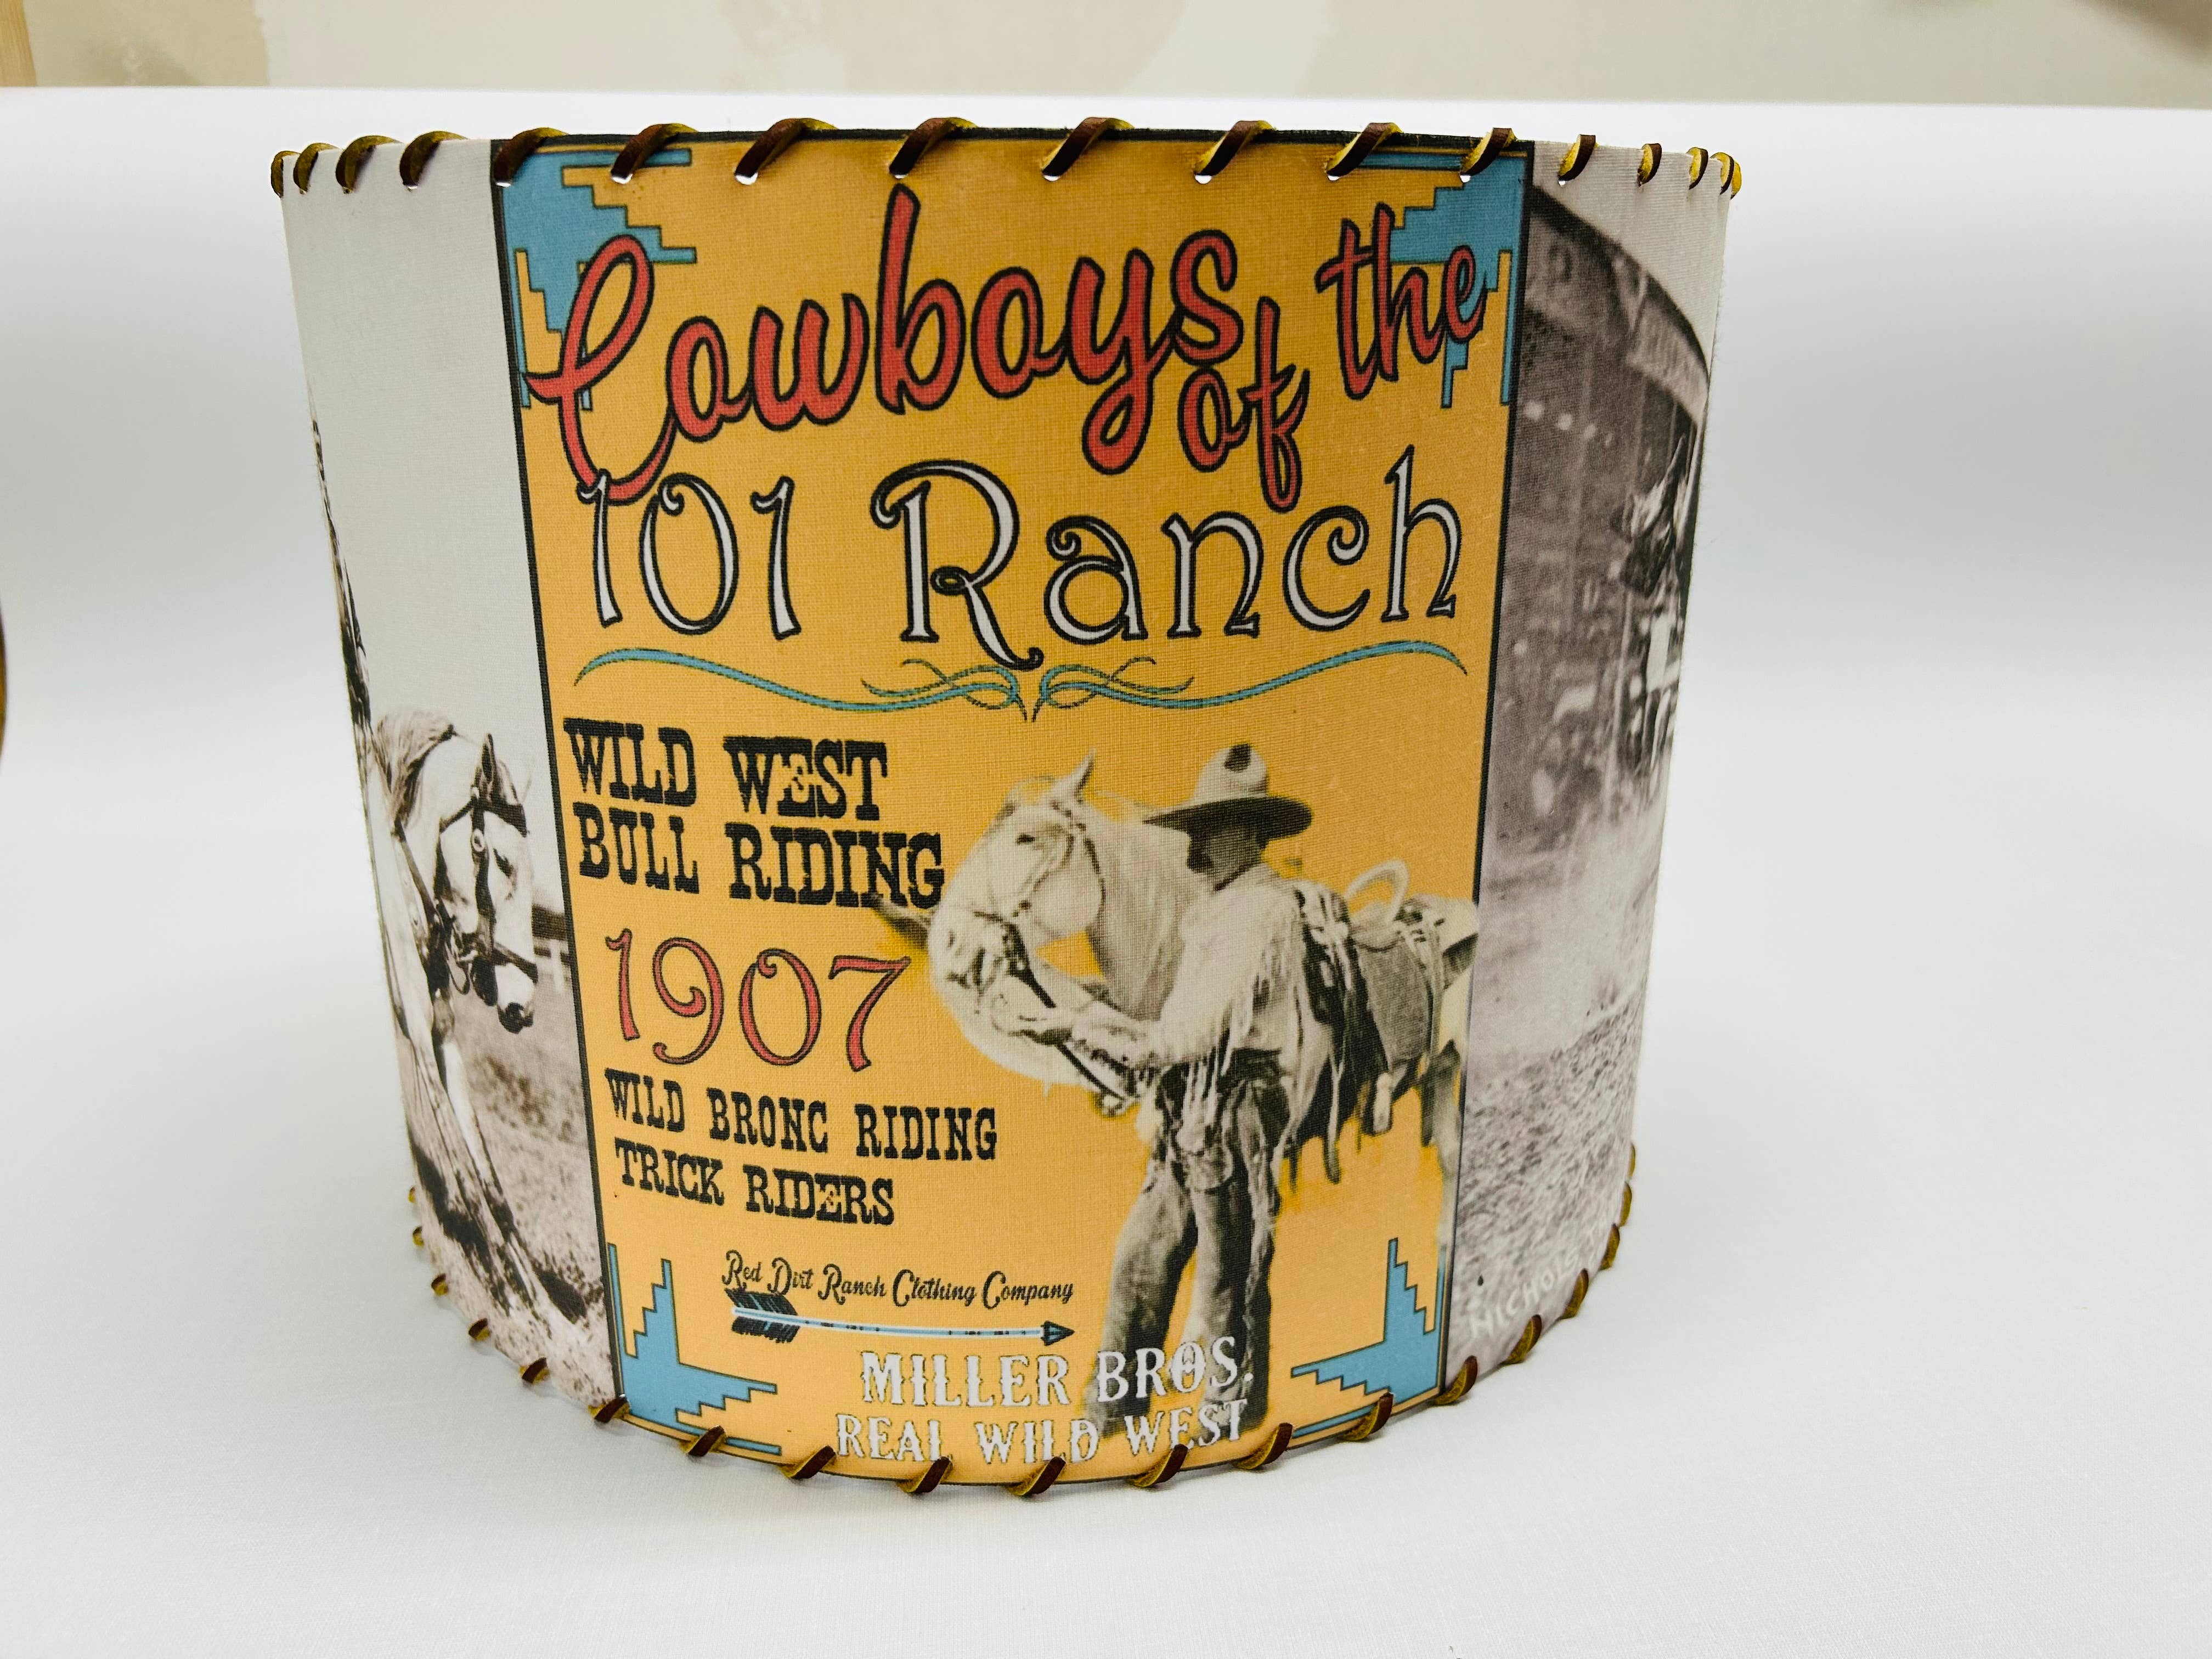 Cowboys of the
101 Ranch
WILD WEST
BULL RIDING
1907
WILD BRONC RIDING
TRICK RIDERS
Red Dirt Ranch Clothing Company
MILLER BROS.
REAL WILD WEST